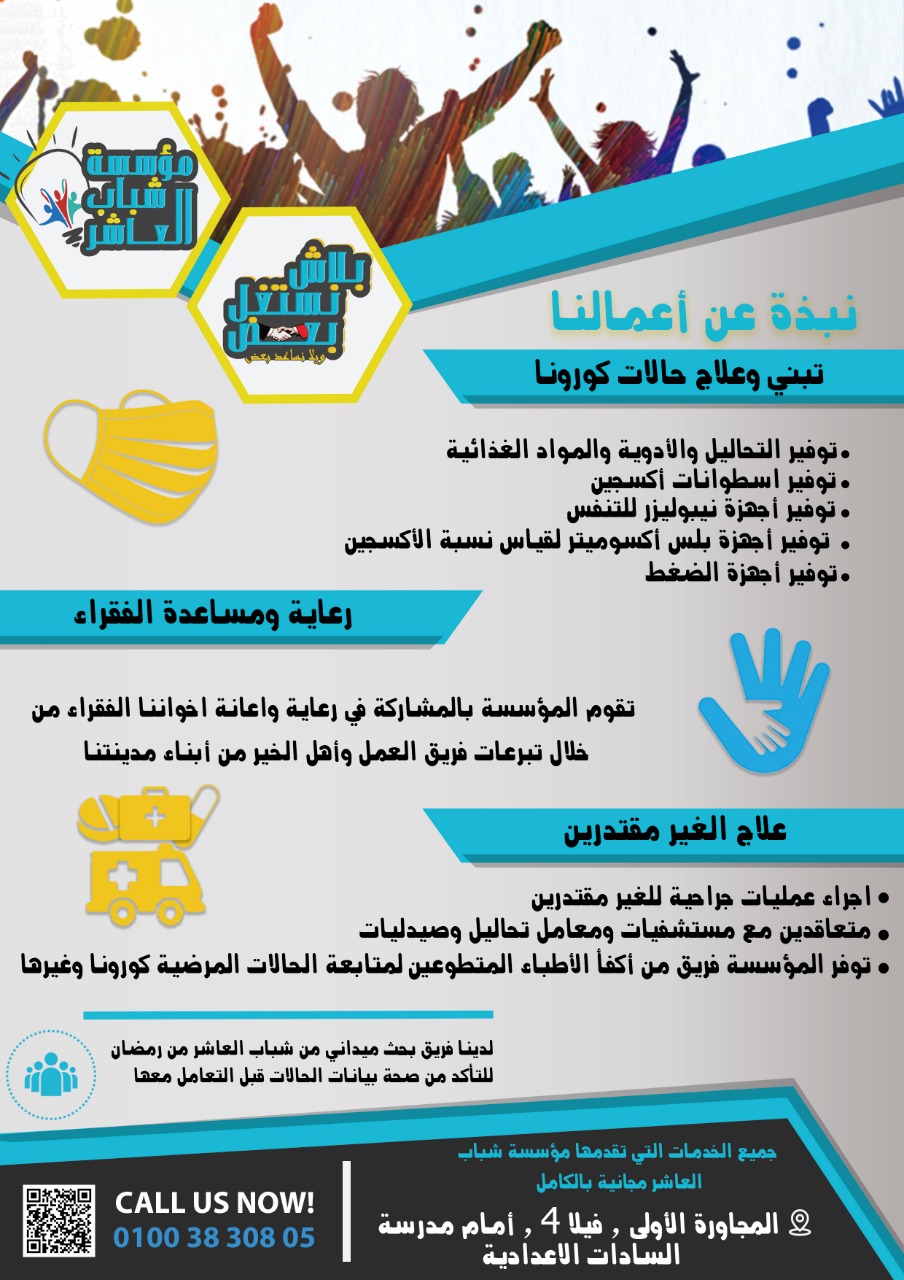 مؤسسة
شباب
العاشر
بلاش
نستغل
بعض
ويلا نساعد بعض
نبذة عن أعمالنا
تبني وعلاج حالات كورونا
• توفير التحاليل والأدوية والمواد الغذائية
• توفير اسطوانات أكسجين
• توفير أجهزة نيبوليزر للتنفس
• توفير أجهزة بلس أكسوميتر لقياس نسبة الأكسجين
• توفير أجهزة الضغط
رعاية ومساعدة الفقراء
تقوم المؤسسة بالمشاركة في رعاية واعانة اخواننا الفقراء من
خلال تبرعات فريق العمل وأهل الخير من أبناء مدينتنا
علاج الغير مقتدرين
• اجراء عمليات جراحية للغير مقتدرين
• متعاقدين مع مستشفيات ومعامل تحاليل وصيدليات
• توفر المؤسسة فريق من أكفأ الأطباء المتطوعين لمتابعة الحالات المرضية كورونا وغيرها
لدينا فريق بحث ميداني من شباب العاشر من رمضان
للتأكد من صحة بيانات الحالات قبل التعامل معها
جميع الخدمات التي تقدمها مؤسسة شباب
العاشر مجانية بالكامل
المجاورة الأولى , فيلا 4 , أمام مدرسة
السادات الاعدادية
CALL US NOW!
0100 38 308 05